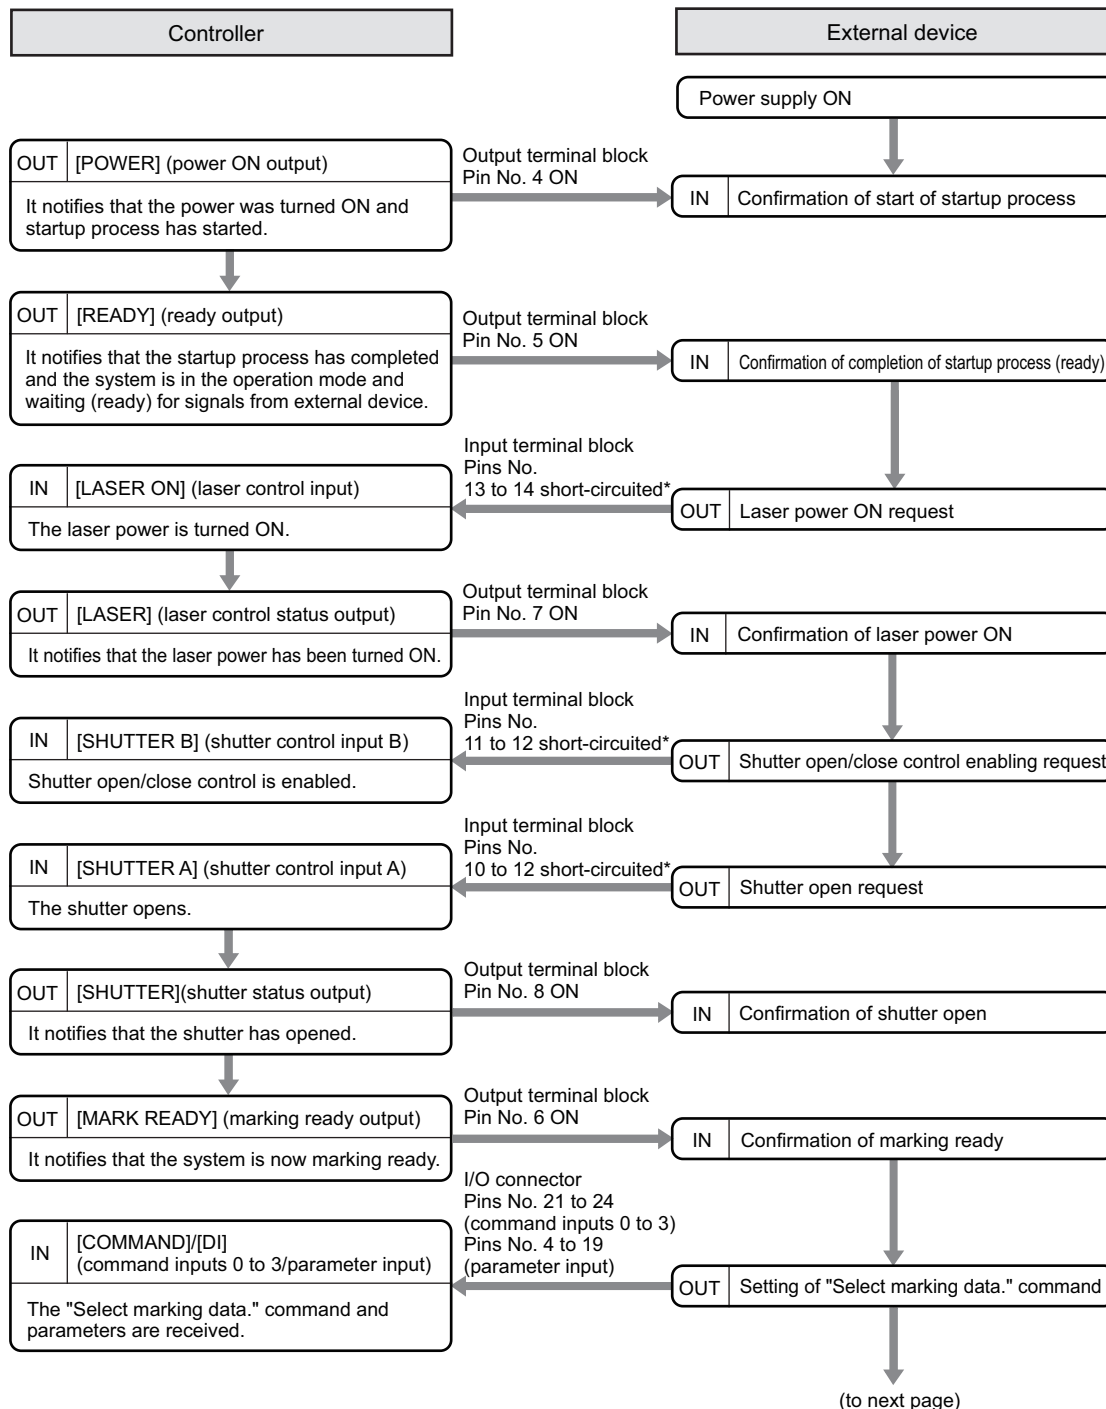 Controller
External device
Power supply ON
OUT [POWER] (power ON output)
It notifies that the power was turned ON and
startup process has started.
Output terminal block
Pin No. 4 ON
IN Confirmation of start of startup process
OUT [READY] (ready output)
It notifies that the startup process has completed
and the system is in the operation mode and
waiting (ready) for signals from external device.
Output terminal block
Pin No. 5 ON
IN Confirmation of completion of startup process (ready)
Input terminal block
Pins No.
13 to 14 short-circuited*
IN [LASER ON] (laser control input)
The laser power is turned ON.
OUT Laser power ON request
OUT [LASER] (laser control status output)
It notifies that the laser power has been turned ON.
Output terminal block
Pin No. 7 ON
IN Confirmation of laser power ON
Input terminal block
Pins No.
11 to 12 short-circuited*
IN [SHUTTER B] (shutter control input B)
Shutter open/close control is enabled.
OUT Shutter open/close control enabling request
Input terminal block
Pins No.
10 to 12 short-circuited*
IN [SHUTTER A] (shutter control input A)
The shutter opens.
OUT Shutter open request
OUT [SHUTTER](shutter status output)
It notifies that the shutter has opened.
Output terminal block
Pin No. 8 ON
IN Confirmation of shutter open
OUT [MARK READY] (marking ready output)
It notifies that the system is now marking ready.
Output terminal block
Pin No. 6 ON
IN Confirmation of marking ready
I/O connector
Pins No. 21 to 24
(command inputs 0 to 3)
Pins No. 4 to 19
(parameter input)
IN [COMMAND]/[DI]
(command inputs 0 to 3/parameter input)
The "Select marking data." command and
parameters are received.
OUT Setting of "Select marking data." command
(to next page)